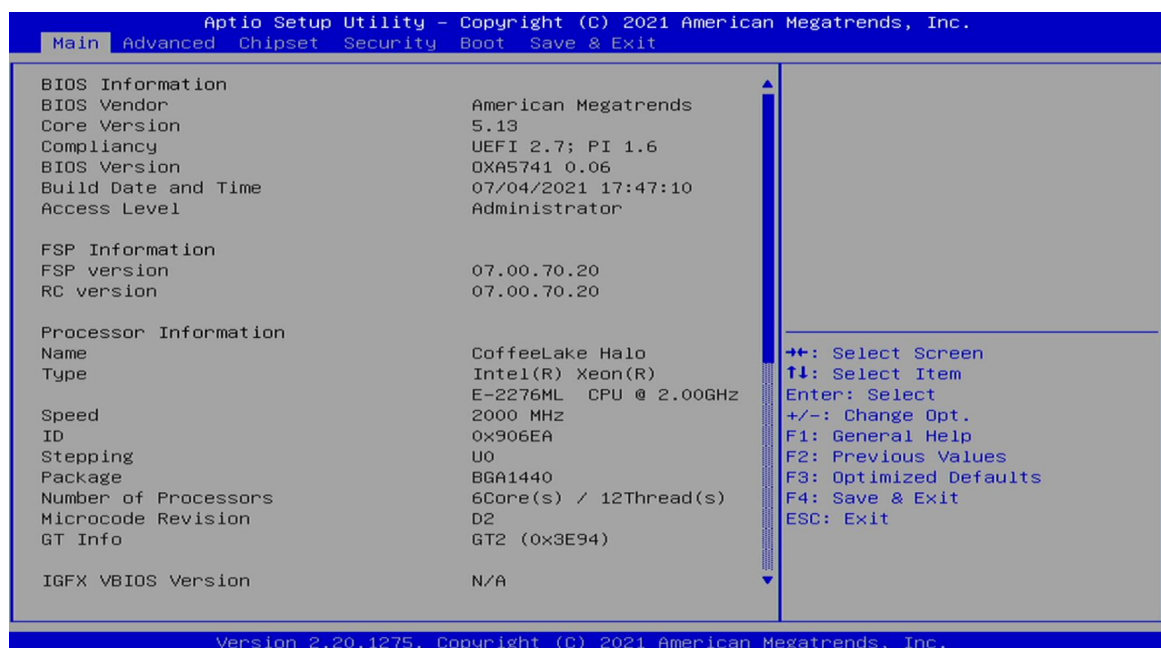 Aptio Setup Utility – Copyright (C) 2021 American Megatrends, Inc.
Main Advanced Chipset Security Boot Save & Exit
BIOS Information
BIOS Vendor American Megatrends
Core Version 5.13
Compliancy UEFI 2.7; PI 1.6
BIOS Version 0XA5741 0.06
Build Date and Time 07/04/2021 17:47:10
Access Level Administrator
FSP Information
FSP version 07.00.70.20
RC version 07.00.70.20
Processor Information
Name CoffeeLake Halo
Type Intel(R) Xeon(R)
E-2276ML CPU @ 2.00GHz
Speed 2000 MHz
ID 0x906EA
Stepping U0
Package BGA1440
Number of Processors 6Core(s) / 12Thread(s)
Microcode Revision D2
GT Info GT2 (0x3E94)
IGFX VBIOS Version N/A
→←: Select Screen
↑↓: Select Item
Enter: Select
+/-: Change Opt.
F1: General Help
F2: Previous Values
F3: Optimized Defaults
F4: Save & Exit
ESC: Exit
Version 2.20.1275. Copyright (C) 2021 American Megatrends, Inc.